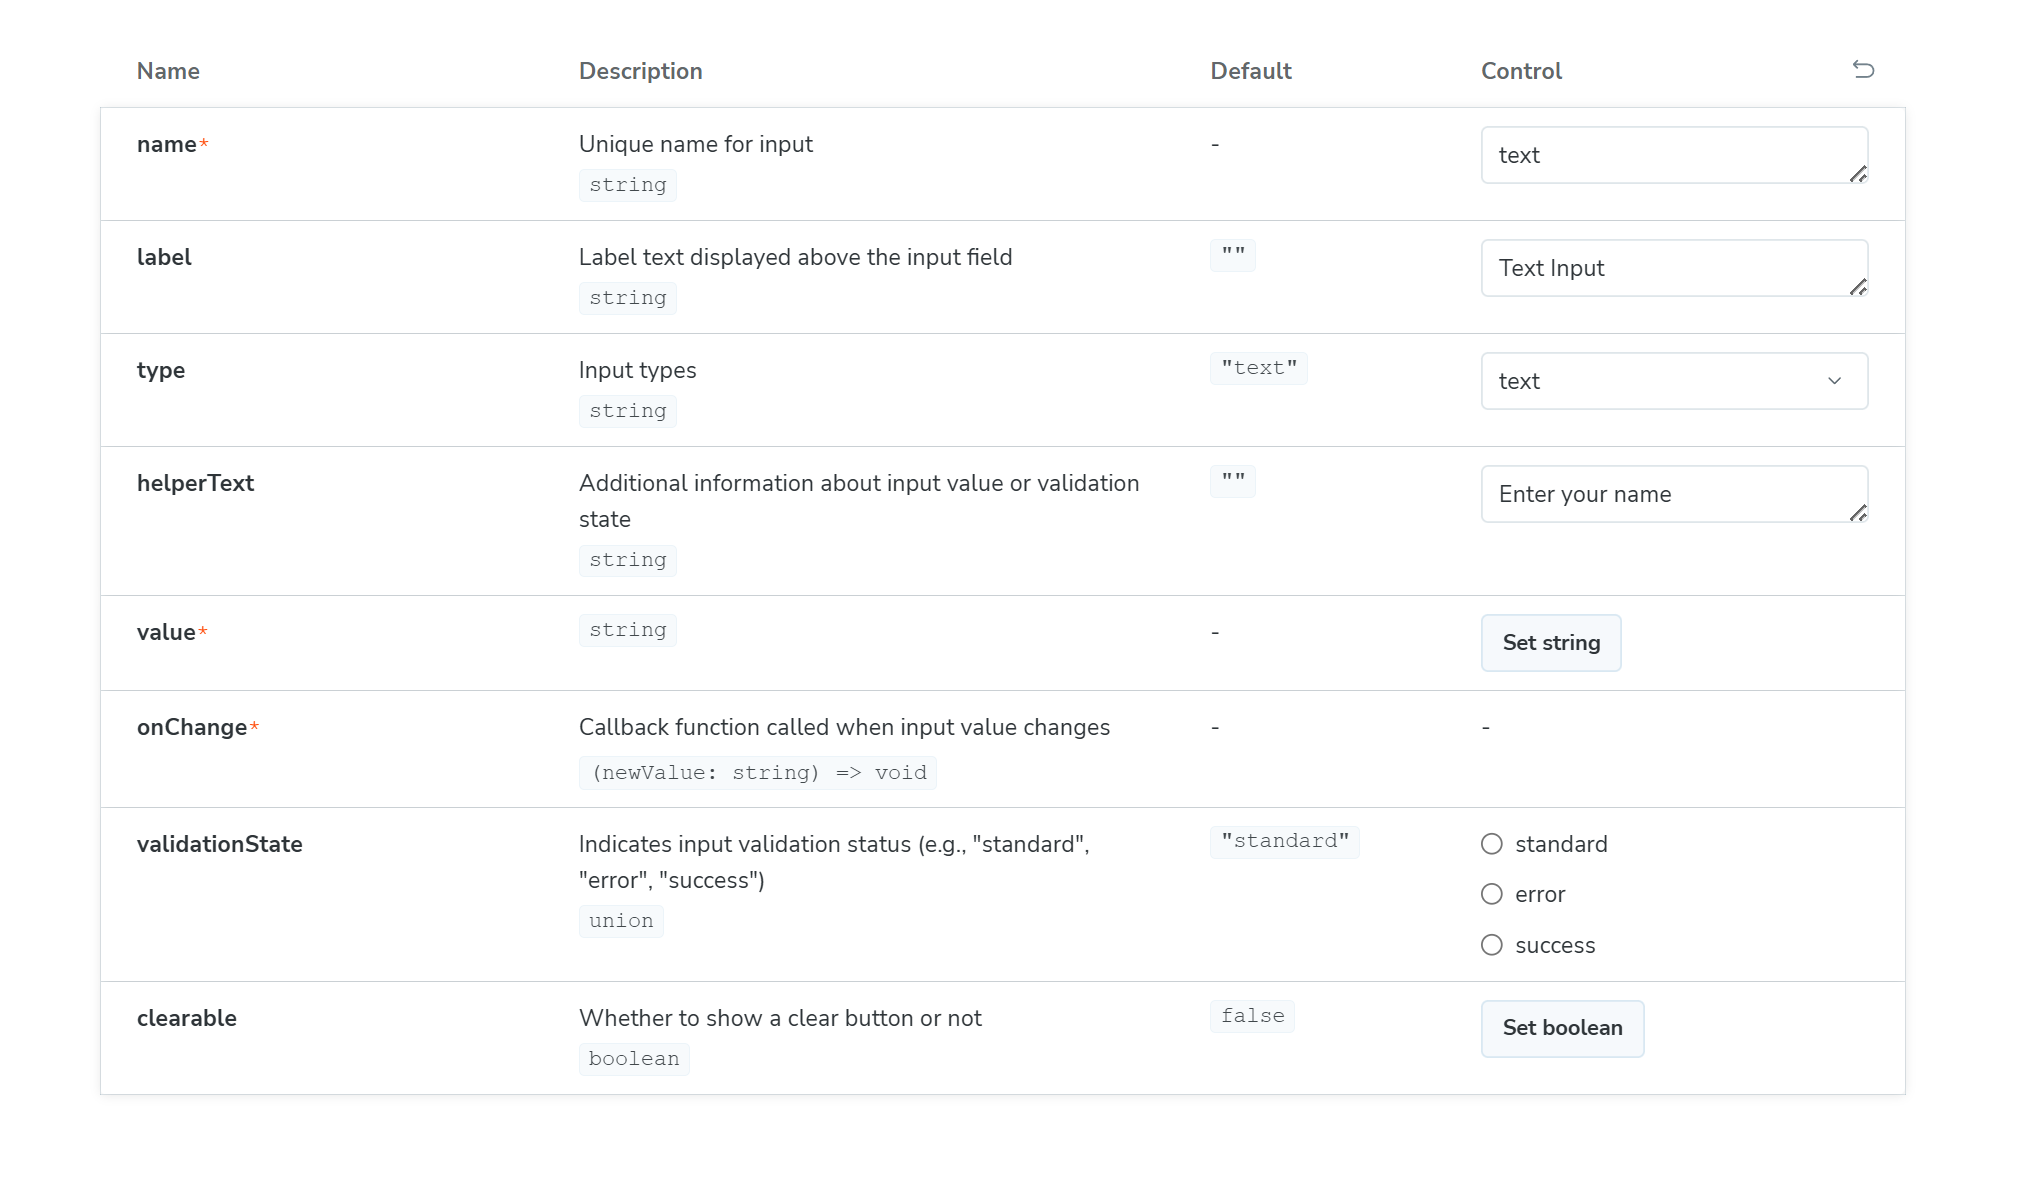 Name Description Default Control
name* Unique name for input - text
string
label Label text displayed above the input field "" Text Input
string
type Input types "text" text
string
helperText Additional information about input value or validation "" Enter your name
state
string
value* string - Set string
onChange* Callback function called when input value changes - -
(newValue: string) => void
validationState Indicates input validation status (e.g., "standard", "standard" standard
"error", "success") error
union success
clearable Whether to show a clear button or not false Set boolean
boolean